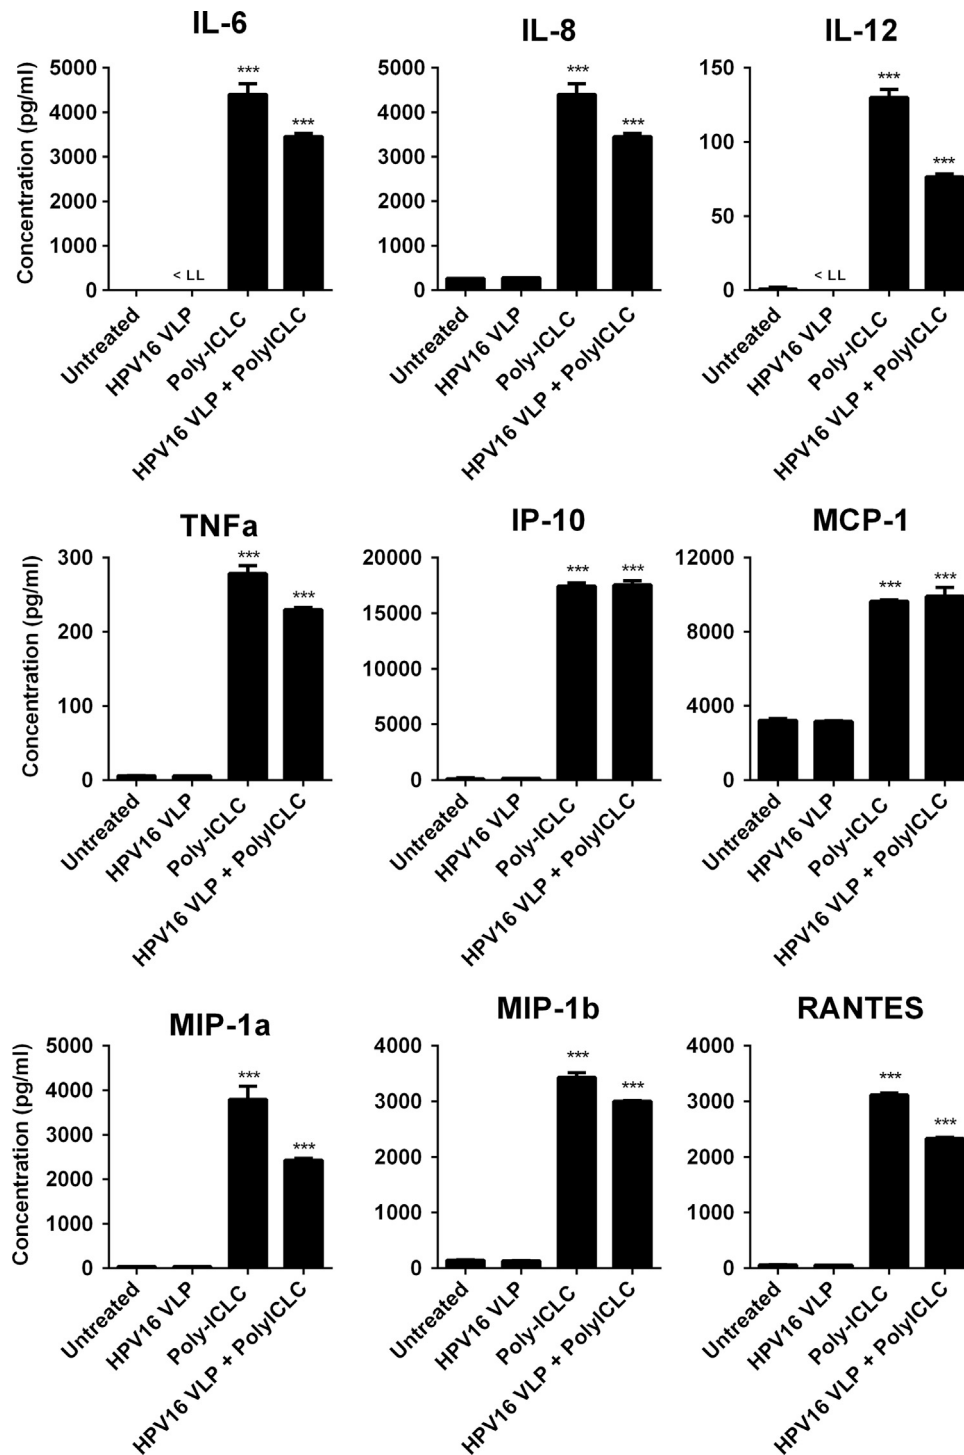 IL-6
IL-8
IL-12
Concentration (pg/ml)
5000
4000
3000
2000
1000
0
< LL
***
***
Untreated
HPV16 VLP
Poly-ICLC
HPV16 VLP + PolyICLC
5000
4000
3000
2000
1000
0
***
***
Untreated
HPV16 VLP
Poly-ICLC
HPV16 VLP + PolyICLC
150
100
50
0
< LL
***
***
Untreated
HPV16 VLP
Poly-ICLC
HPV16 VLP + PolyICLC
TNFa
IP-10
MCP-1
Concentration (pg/ml)
300
200
100
0
***
***
Untreated
HPV16 VLP
Poly-ICLC
HPV16 VLP + PolyICLC
20000
15000
10000
5000
0
***
***
Untreated
HPV16 VLP
Poly-ICLC
HPV16 VLP + PolyICLC
12000
8000
4000
0
***
***
Untreated
HPV16 VLP
Poly-ICLC
HPV16 VLP + PolyICLC
MIP-1a
MIP-1b
RANTES
Concentration (pg/ml)
5000
4000
3000
2000
1000
0
***
***
Untreated
HPV16 VLP
Poly-ICLC
HPV16 VLP + PolyICLC
4000
3000
2000
1000
0
***
***
Untreated
HPV16 VLP
Poly-ICLC
HPV16 VLP + PolyICLC
4000
3000
2000
1000
0
***
***
Untreated
HPV16 VLP
Poly-ICLC
HPV16 VLP + PolyICLC